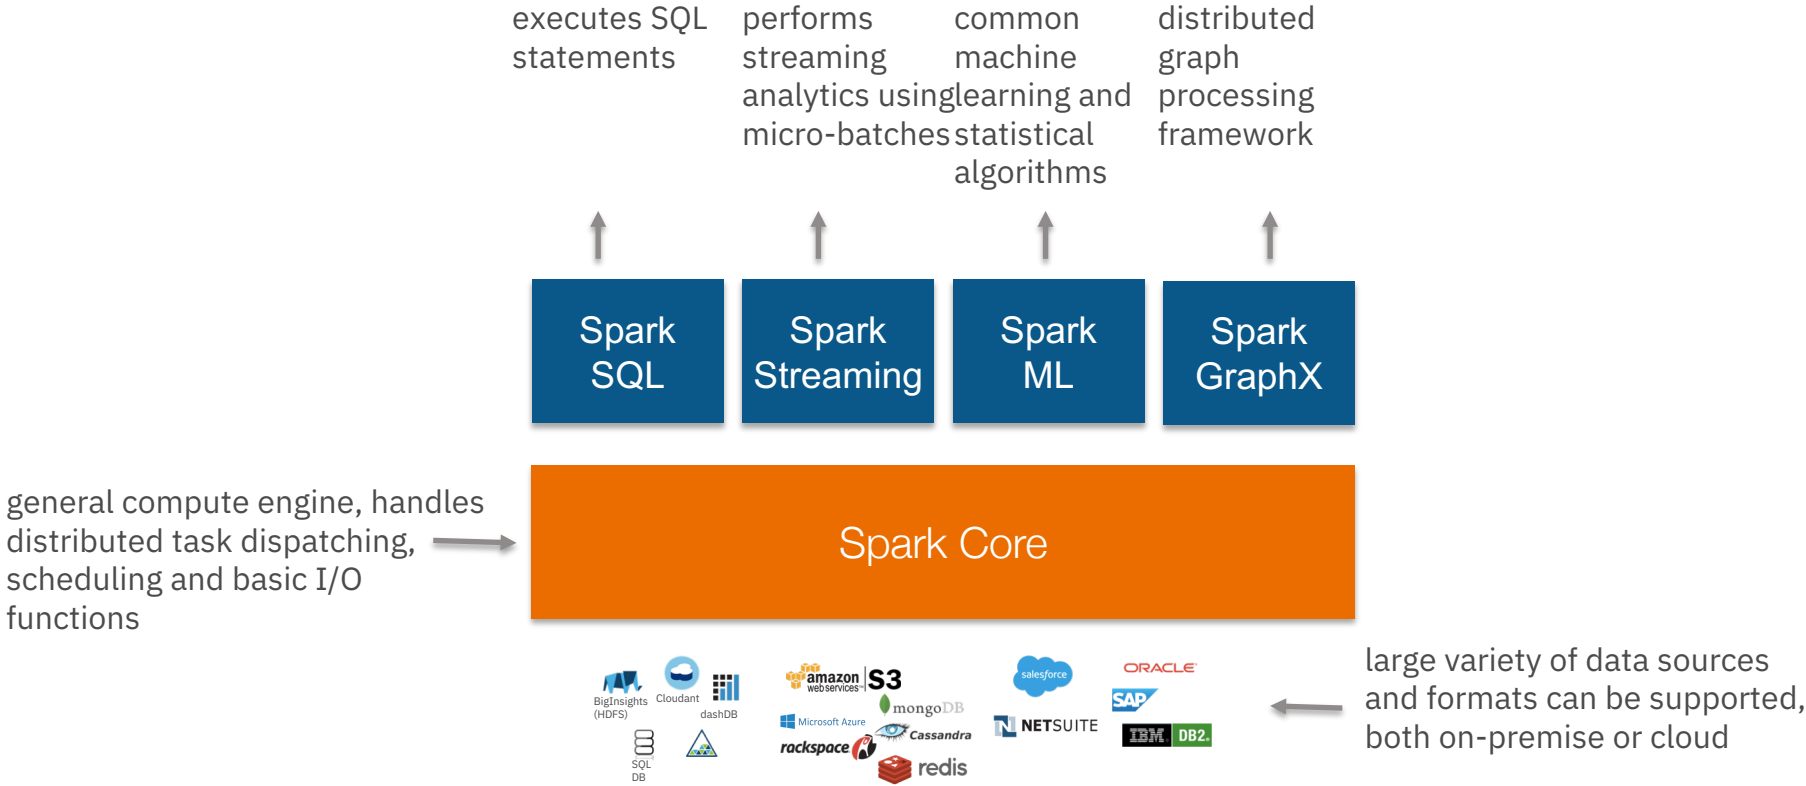 executes SQL
statements
performs
streaming
analytics using
micro-batches
common
machine
learning and
statistical
algorithms
distributed
graph
processing
framework
Spark
SQL
Spark
Streaming
Spark
ML
Spark
GraphX
general compute engine, handles
distributed task dispatching,
scheduling and basic I/O
functions
Spark Core
BigInsights
(HDFS)
Cloudant
dashDB
SQL
DB
amazon
web services™
S3
mongoDB
Microsoft Azure
Cassandra
rackspace
redis
salesforce
NETSUITE
ORACLE
SAP
IBM. DB2.
large variety of data sources
and formats can be supported,
both on-premise or cloud